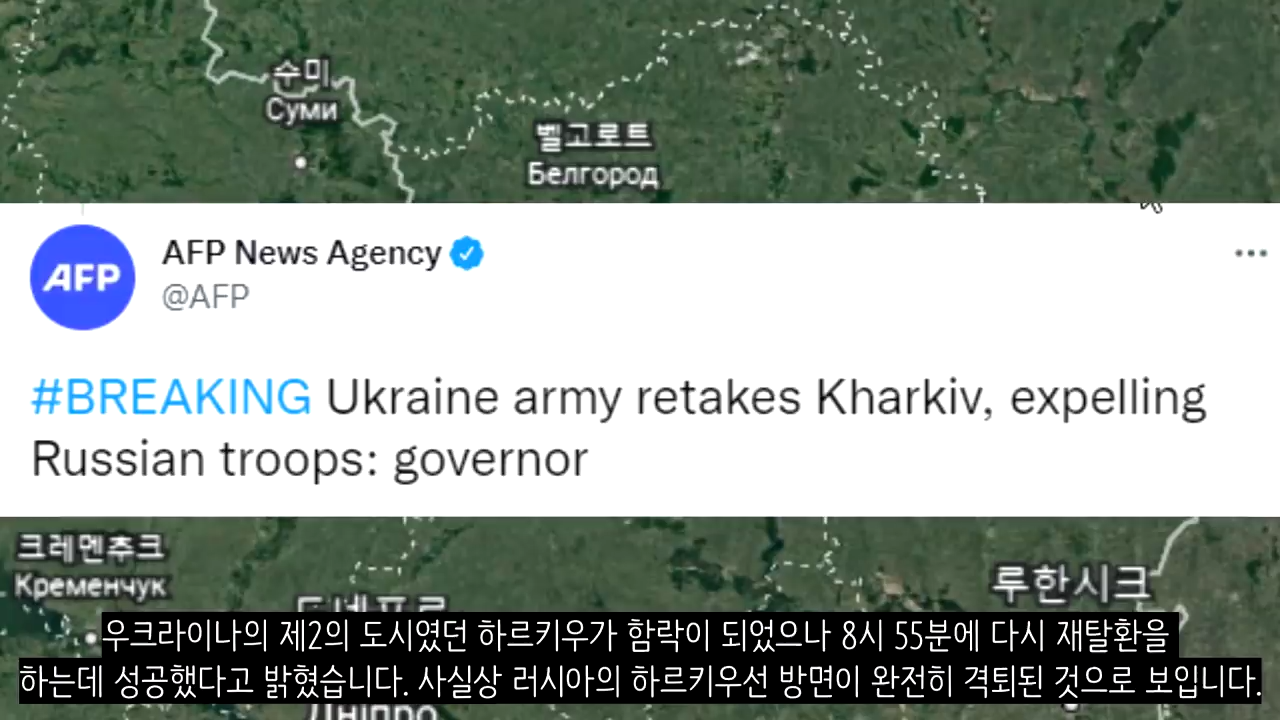 수미
Суми
벨고로트
Белгород
AFP
AFP News Agency
@AFP
#BREAKING Ukraine army retakes Kharkiv, expelling
Russian troops: governor
크레멘추크
Кременчук
루한시크
우크라이나의 제2의 도시였던 하르키우가 함락이 되었으나 8시 55분에 다시 재탈환을
하는데 성공했다고 밝혔습니다. 사실상 러시아의 하르키우선 방면이 완전히 격퇴된 것으로 보입니다.